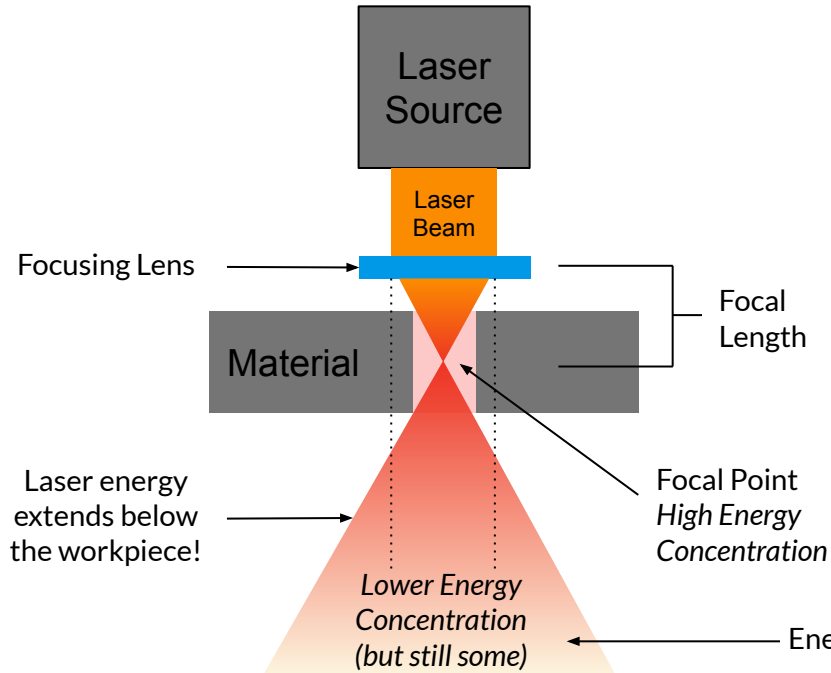 Laser
Source
Laser
Beam
Focusing Lens
Focal
Length
Material
Laser energy
extends below
the workpiece!
Focal Point
High Energy
Concentration
Lower Energy
Concentration
(but still some)
Ene